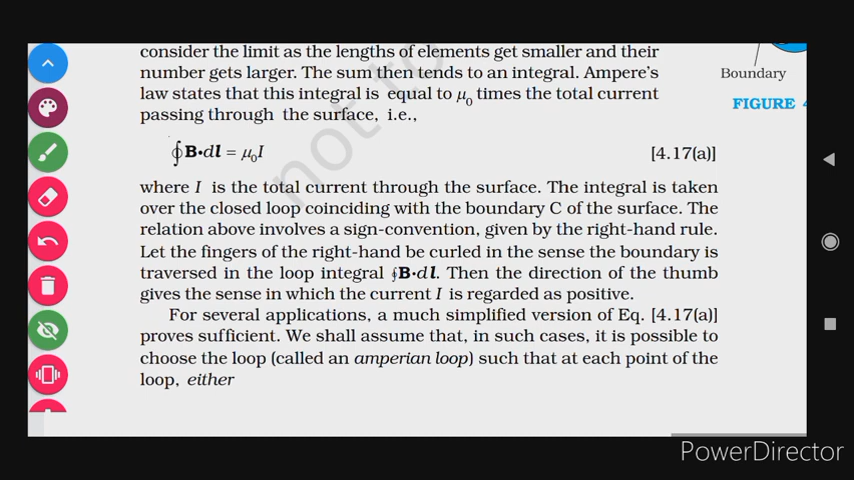 consider the limit as the lengths of elements get smaller and their
number gets larger. The sum then tends to an integral. Ampere's
law states that this integral is equal to μ₀ times the total current
passing through the surface, i.e.,
∮B•dl = μ₀I [4.17(a)]
where I is the total current through the surface. The integral is taken
over the closed loop coinciding with the boundary C of the surface. The
relation above involves a sign-convention, given by the right-hand rule.
Let the fingers of the right-hand be curled in the sense the boundary is
traversed in the loop integral ∮B•dl. Then the direction of the thumb
gives the sense in which the current I is regarded as positive.
For several applications, a much simplified version of Eq. [4.17(a)]
proves sufficient. We shall assume that, in such cases, it is possible to
choose the loop (called an amperian loop) such that at each point of the
loop, either
Boundary
FIGURE 4
not to
PowerDirector